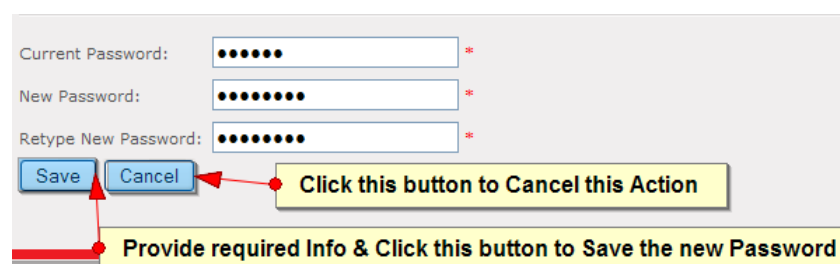 Current Password: ●●●●●● *
New Password: ●●●●●●●● *
Retype New Password: ●●●●●●●● *
Save Cancel Click this button to Cancel this Action
Provide required Info & Click this button to Save the new Password